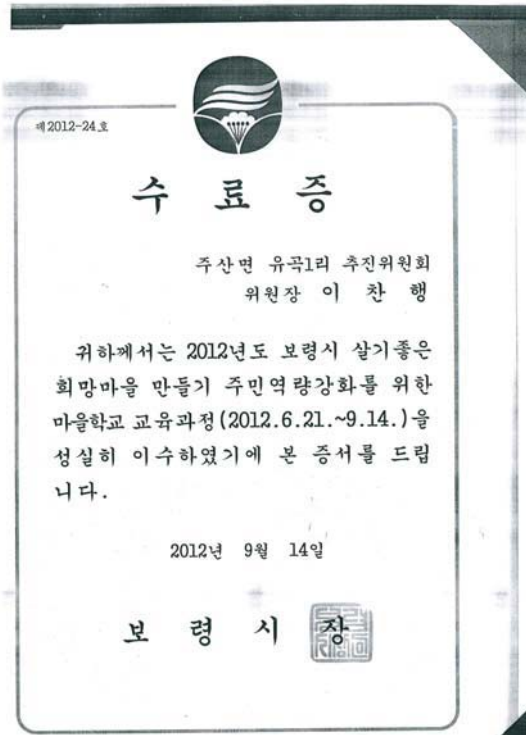 제2012-24호
수료증
주산면 유곡1리 추진위원회
위원장 이찬행
귀하께서는 2012년도 보령시 살기좋은
희망마을 만들기 주민역량강화를 위한
마을학교 교육과정(2012.6.21.~9.14.)을
성실히 이수하였기에 본 증서를 드립
니다.
2012년 9월 14일
보령시장